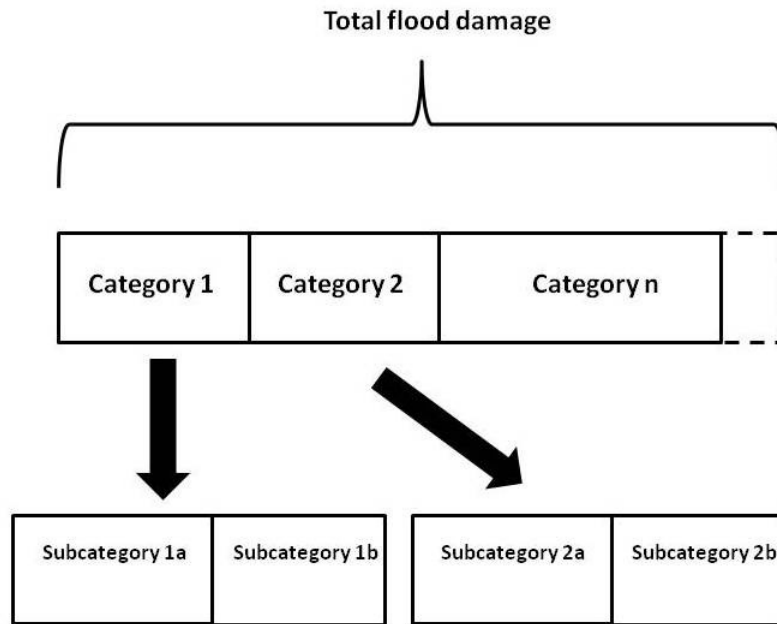 Total flood damage
Category 1
Category 2
Category n
Subcategory 1a
Subcategory 1b
Subcategory 2a
Subcategory 2b